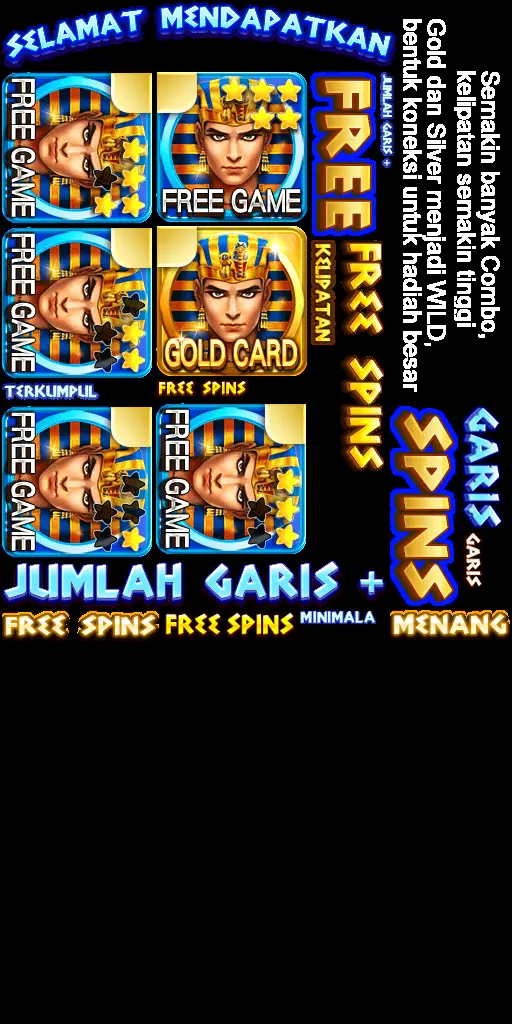 SELAMAT MENDAPATKAN
FREE GAME
FREE GAME
FREE
JUMLAH GARIS +
Semakin banyak Combo,
kelipatan semakin tinggi
Gold dan Silver menjadi WILD,
bentuk koneksi untuk hadiah besar
FREE GAME
GOLD CARD
KELIPATAN
FREE SPINS
TERKUMPUL
FREE SPINS
FREE GAME
FREE GAME
SPINS
GARIS
GARIS
JUMLAH GARIS +
FREE SPINS
FREE SPINS
MINIMALA
MENANG